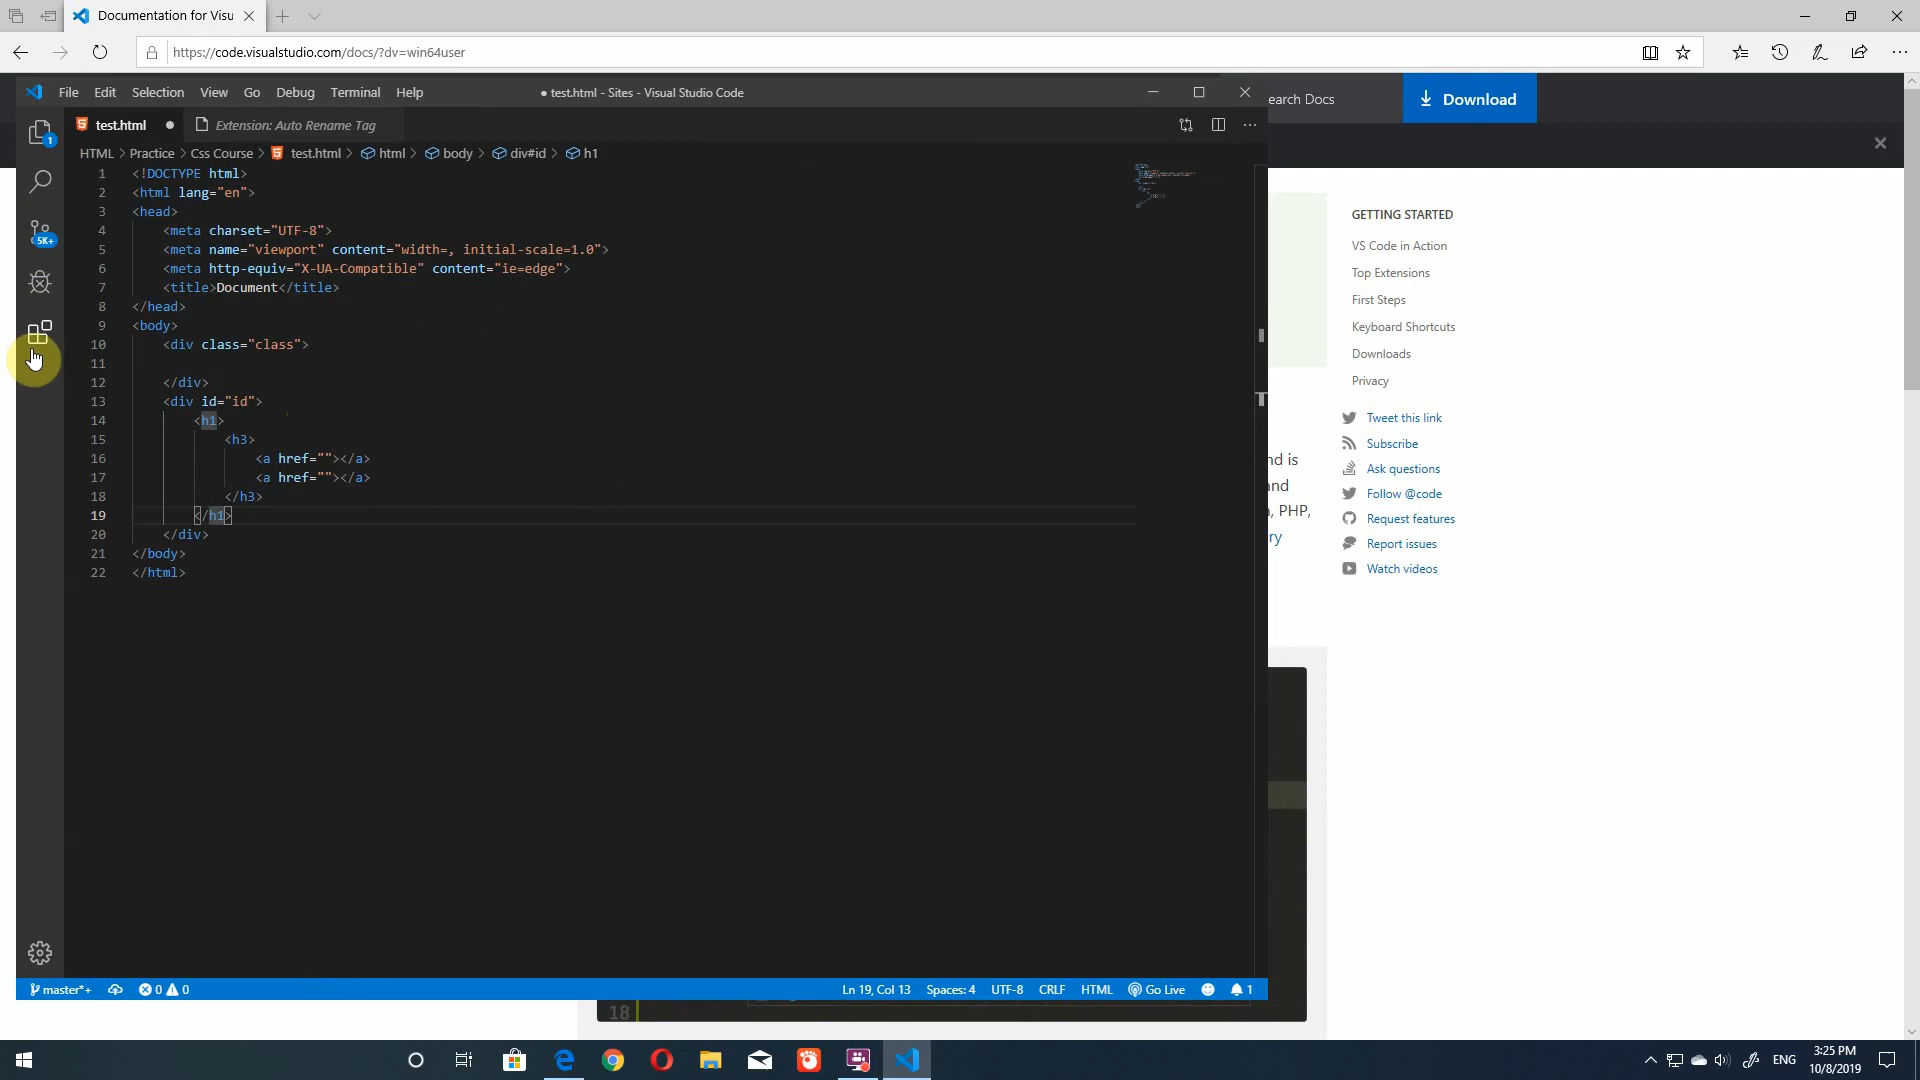 Documentation for Visu
https://code.visualstudio.com/docs/?dv=win64user
File Edit Selection View Go Debug Terminal Help
● test.html - Sites - Visual Studio Code
earch Docs
Download
1
test.html
Extension: Auto Rename Tag
HTML > Practice > Css Course > test.html > html > body > div#id > h1
5K+
1 <!DOCTYPE html>
2 <html lang="en">
3 <head>
4 <meta charset="UTF-8">
5 <meta name="viewport" content="width=, initial-scale=1.0">
6 <meta http-equiv="X-UA-Compatible" content="ie=edge">
7 <title>Document</title>
8 </head>
9 <body>
10 <div class="class">
11
12 </div>
13 <div id="id">
14 <h1>
15 <h3>
16 <a href=""></a>
17 <a href=""></a>
18 </h3>
19 </h1>
20 </div>
21 </body>
22 </html>
master*+
0 0
Ln 19, Col 13
Spaces: 4
UTF-8
CRLF
HTML
Go Live
1
nd is
and
, PHP,
ry
GETTING STARTED
VS Code in Action
Top Extensions
First Steps
Keyboard Shortcuts
Downloads
Privacy
Tweet this link
Subscribe
Ask questions
Follow @code
Request features
Report issues
Watch videos
18
ENG
3:25 PM
10/8/2019